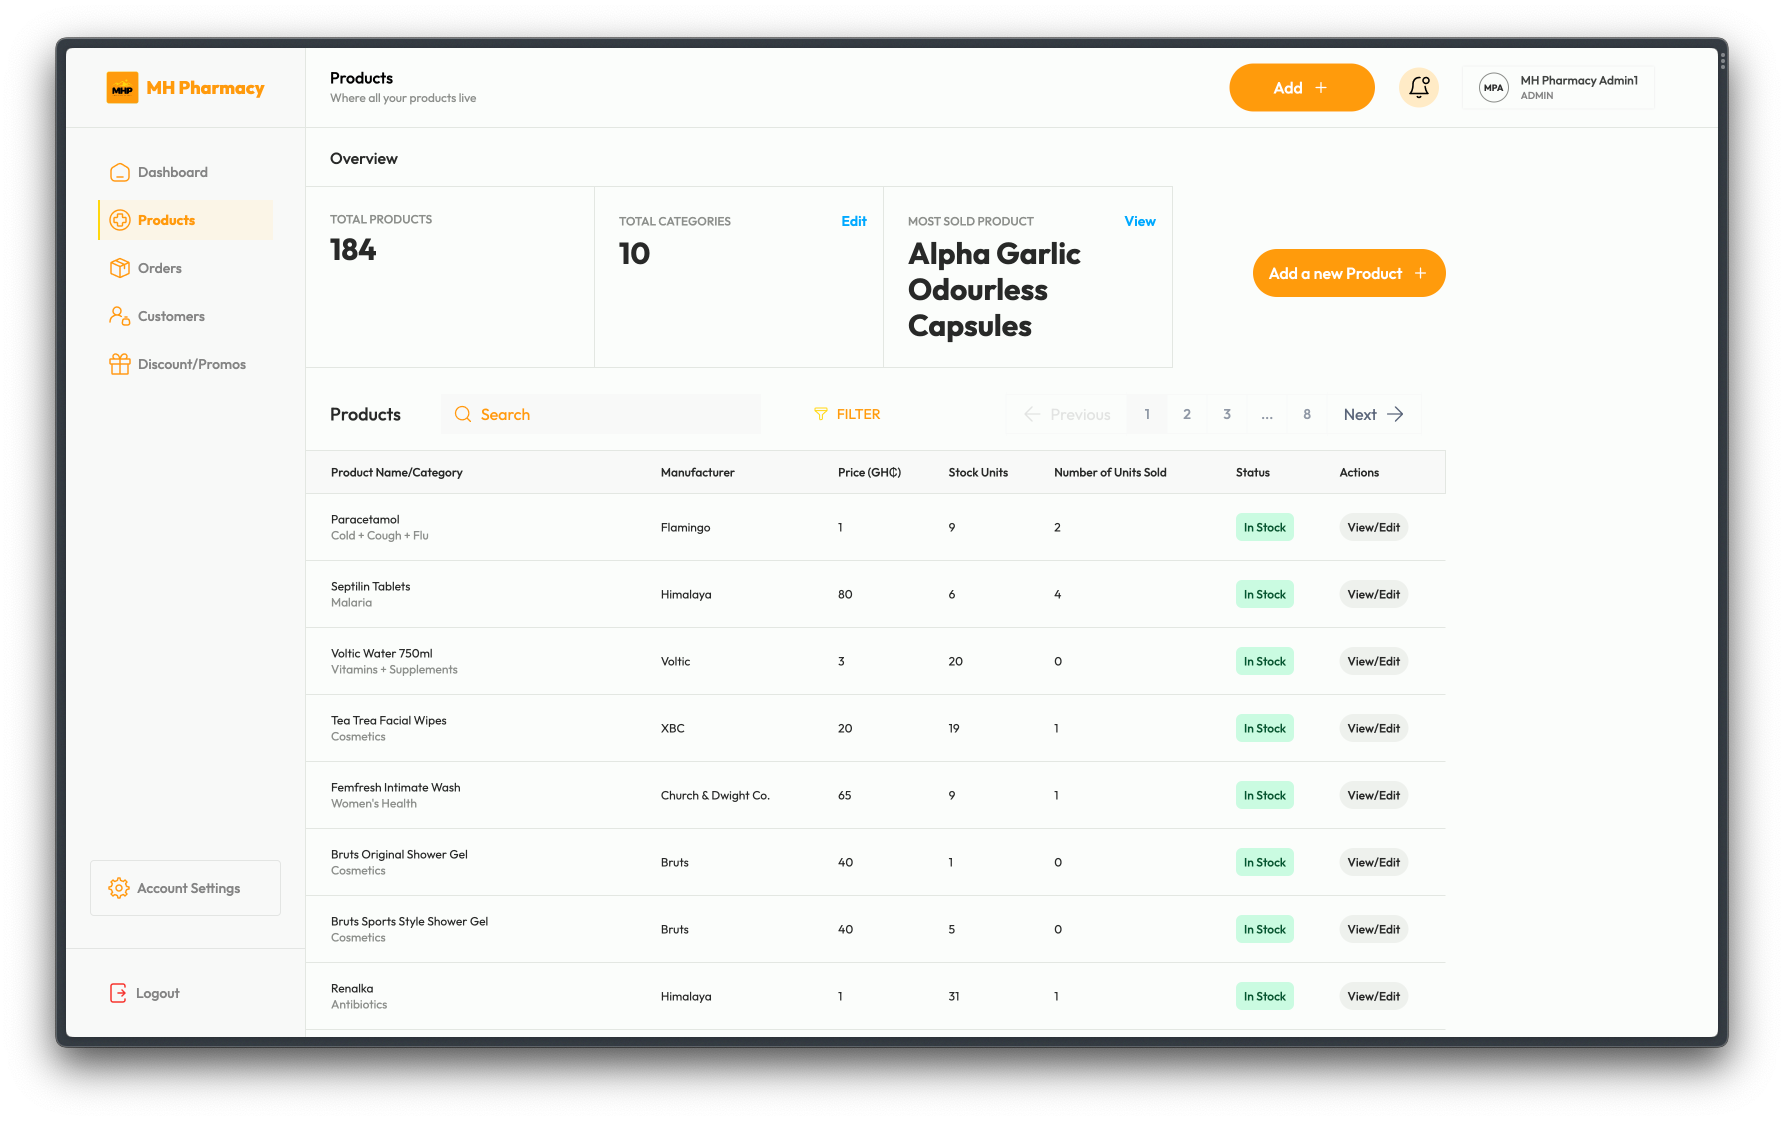 MHP
MH Pharmacy
Dashboard
Products
Orders
Customers
Discount/Promos
Account Settings
Logout
Products
Where all your products live
Add +
MPA
MH Pharmacy Admin1
ADMIN
Overview
TOTAL PRODUCTS
184
TOTAL CATEGORIES Edit
10
MOST SOLD PRODUCT View
Alpha Garlic
Odourless
Capsules
Add a new Product +
Products Search FILTER Previous 1 2 3 ... 8 Next
Product Name/Category Manufacturer Price (GH₵) Stock Units Number of Units Sold Status Actions
Paracetamol
Cold + Cough + Flu
Flamingo 1 9 2 In Stock View/Edit
Septilin Tablets
Malaria
Himalaya 80 6 4 In Stock View/Edit
Voltic Water 750ml
Vitamins + Supplements
Voltic 3 20 0 In Stock View/Edit
Tea Trea Facial Wipes
Cosmetics
XBC 20 19 1 In Stock View/Edit
Femfresh Intimate Wash
Women's Health
Church & Dwight Co. 65 9 1 In Stock View/Edit
Bruts Original Shower Gel
Cosmetics
Bruts 40 1 0 In Stock View/Edit
Bruts Sports Style Shower Gel
Cosmetics
Bruts 40 5 0 In Stock View/Edit
Renalka
Antibiotics
Himalaya 1 31 1 In Stock View/Edit